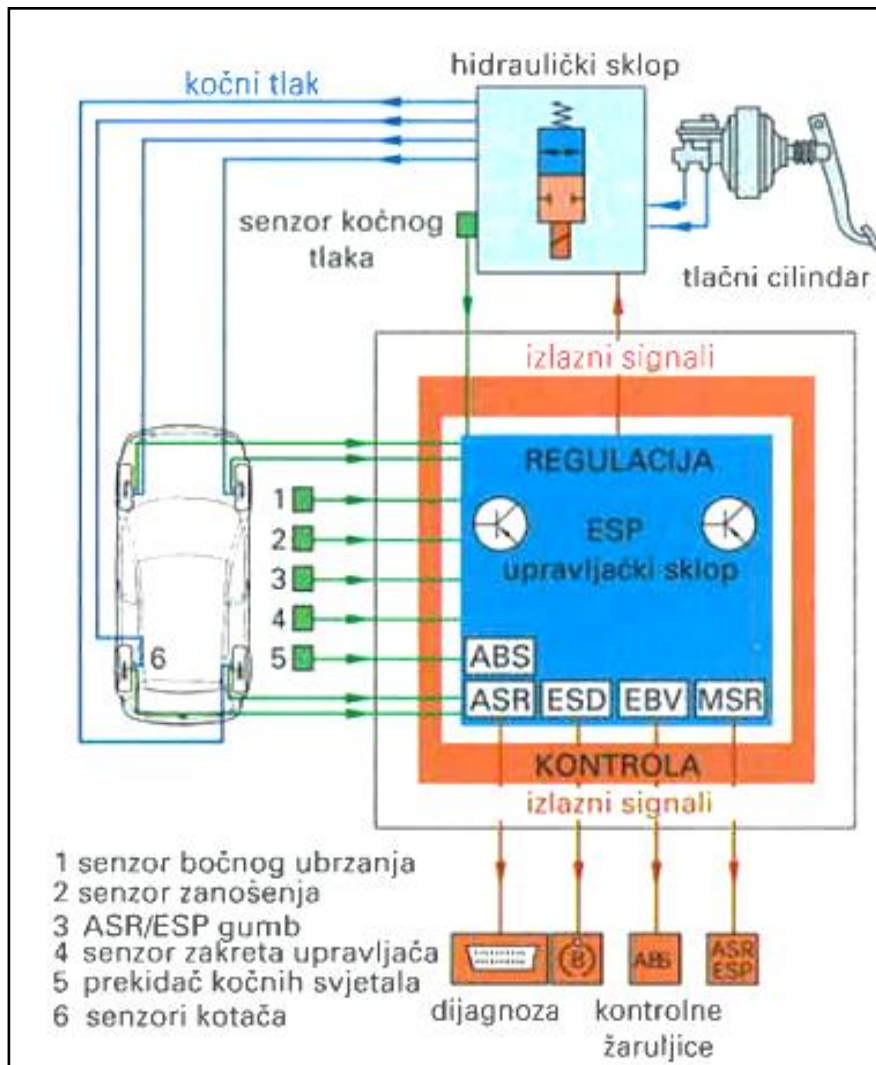 hidraulički sklop
kočni tlak
senzor kočnog
tlaka
tlačni cilindar
izlazni signali
REGULACIJA
ESP
upravljački sklop
1
2
3
4
5
6
ABS
ASR ESD EBV MSR
KONTROLA
izlazni signali
1 senzor bočnog ubrzanja
2 senzor zanošenja
3 ASR/ESP gumb
4 senzor zakreta upravljača
5 prekidač kočnih svjetala
6 senzori kotača
(B) ABS ASR
ESP
dijagnoza
kontrolne
žaruljice